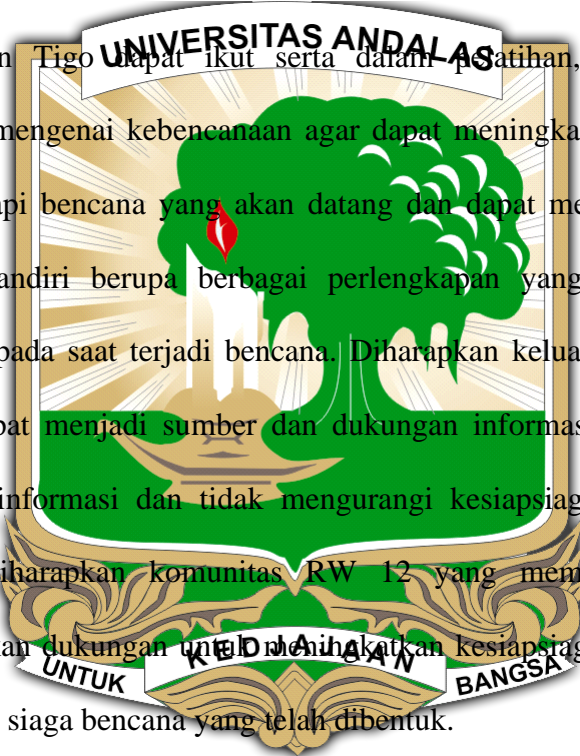 UNIVERSITAS ANDALAS
n Tigo dapat ikut serta dalam pelatihan,
mengenai kebencanaan agar dapat meningka
api bencana yang akan datang dan dapat me
andiri berupa berbagai perlengkapan yang
pada saat terjadi bencana. Diharapkan kelua
pat menjadi sumber dan dukungan informas
informasi dan tidak mengurangi kesiapsiag
iharapkan komunitas RW 12 yang mem
kan dukungan untuk meningkatkan kesiapsiag
UNTUK KEDJAJAAN BANGSA
siaga bencana yang telah dibentuk.